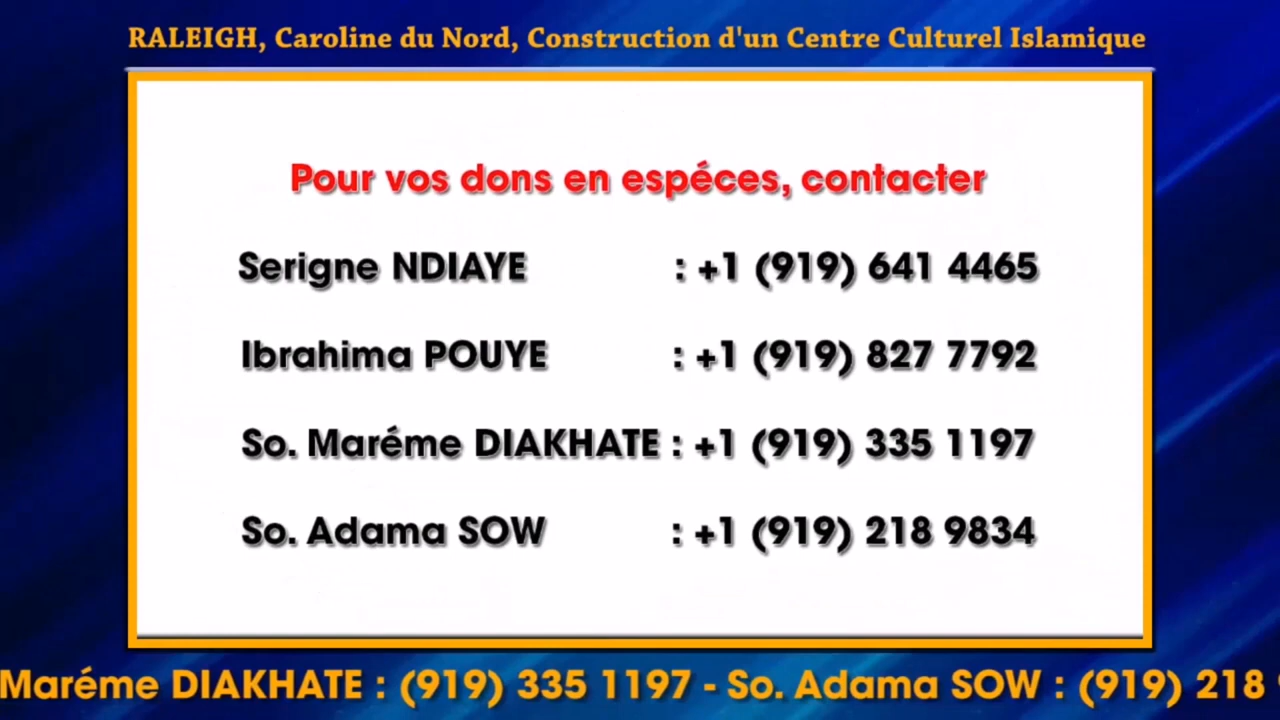 RALEIGH, Caroline du Nord, Construction d'un Centre Culturel Islamique
Pour vos dons en espéces, contacter
Serigne NDIAYE : +1 (919) 641 4465
Ibrahima POUYE : +1 (919) 827 7792
So. Maréme DIAKHATE : +1 (919) 335 1197
So. Adama SOW : +1 (919) 218 9834
Maréme DIAKHATE : (919) 335 1197 - So. Adama SOW : (919) 218